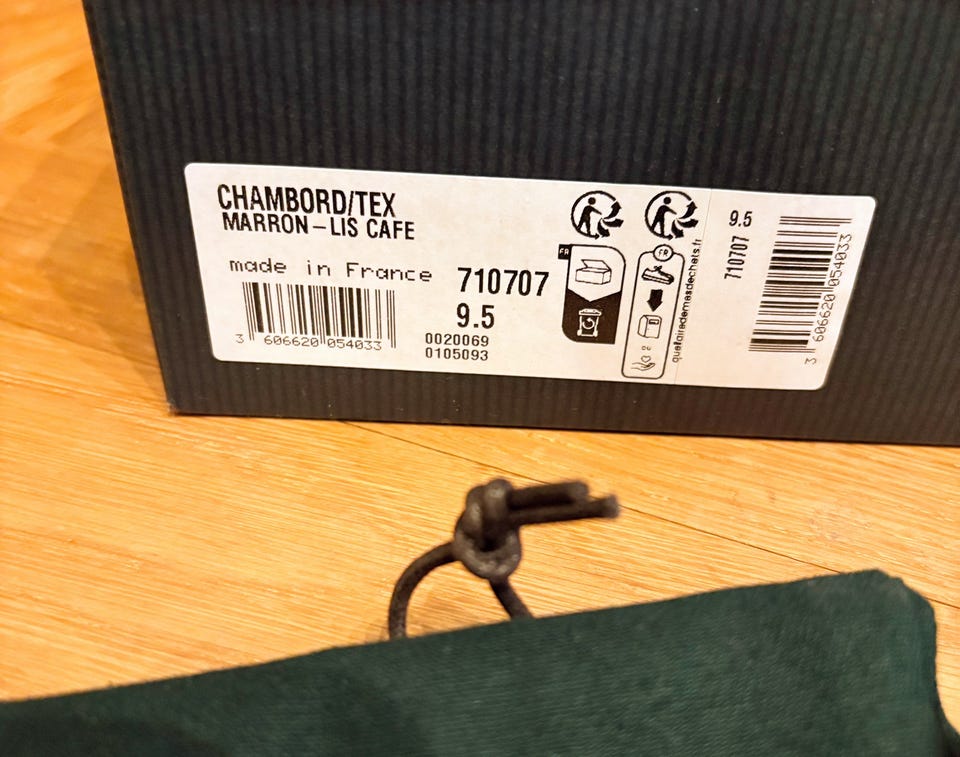 CHAMBORD/TEX
MARRON-LIS CAFE
made in France
710707
9.5
3 606620 054033
0020069
0105093
FR
FR
quefairedemesdechets.fr
9.5
710707
3 606620 054033